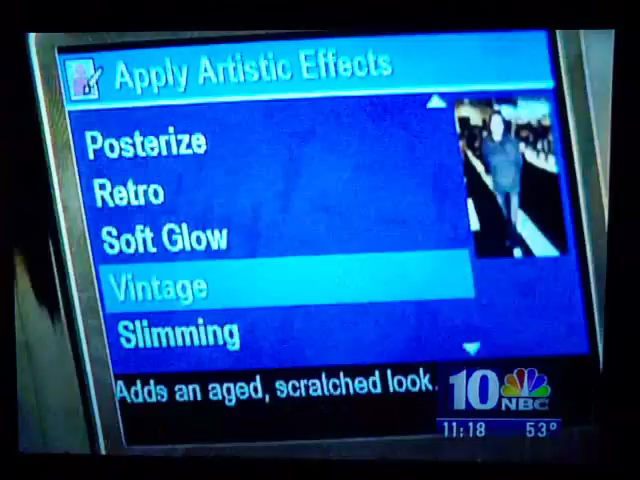 Apply Artistic Effects
Posterize
Retro
Soft Glow
Vintage
Slimming
Adds an aged, scratched look.
10
NBC
11:18 53°